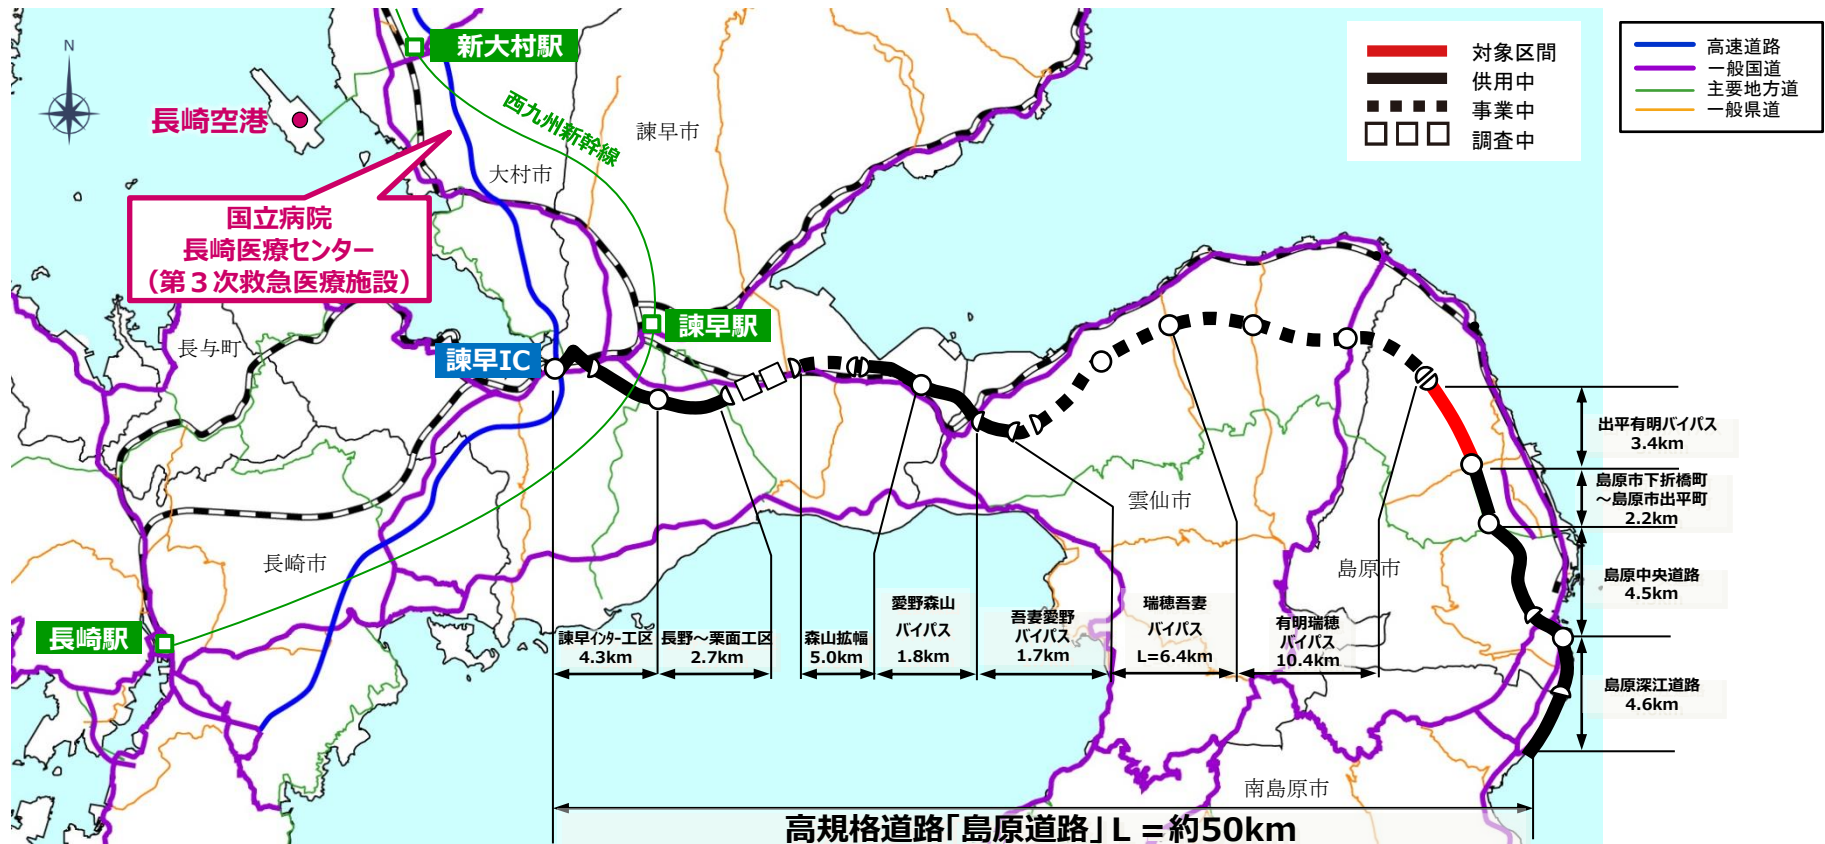 N
新大村駅
長崎空港
西九州新幹線
諫早市
大村市
国立病院
長崎医療センター
（第３次救急医療施設）
対象区間
供用中
事業中
調査中
高速道路
一般国道
主要地方道
一般県道
長与町
諫早IC
諫早駅
長崎市
長崎駅
雲仙市
島原市
南島原市
諫早ｲﾝﾀｰ工区
4.3km
長野～栗面工区
2.7km
森山拡幅
5.0km
愛野森山
バイパス
1.8km
吾妻愛野
バイパス
1.7km
瑞穂吾妻
バイパス
L=6.4km
有明瑞穂
バイパス
10.4km
出平有明バイパス
3.4km
島原市下折橋町
～島原市出平町
2.2km
島原中央道路
4.5km
島原深江道路
4.6km
高規格道路「島原道路」L =約50km